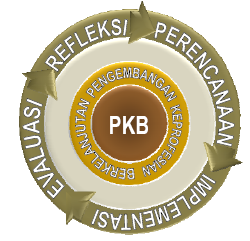 REFLEKSI
PERENCANAAN
IMPLEMENTASI
EVALUASI
PENGEMBANGAN KEPROFESIAN BERKELANJUTAN
PKB